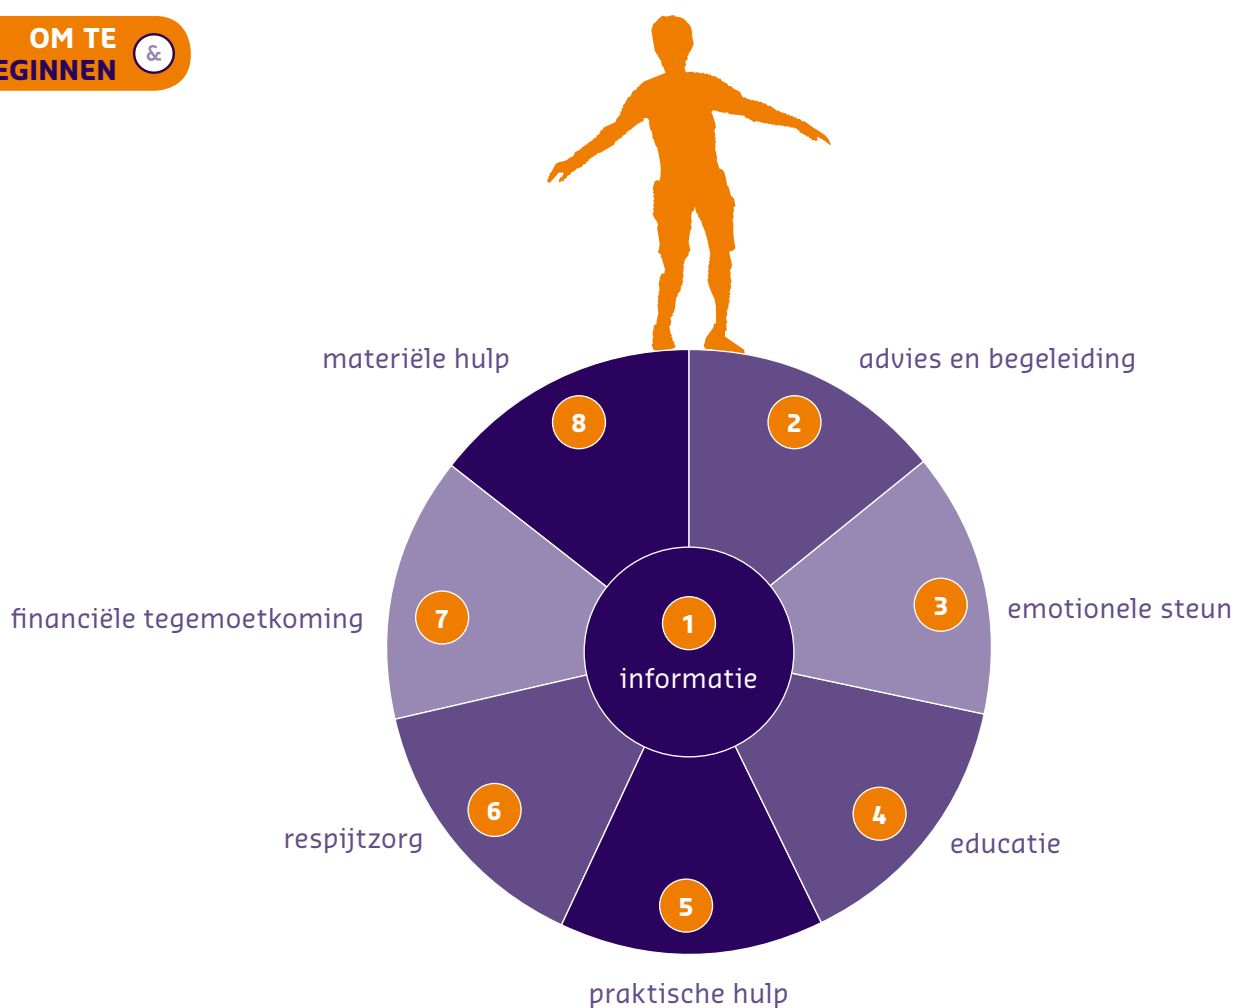 OM TE
EGINNEN
&
materiële hulp
advies en begeleiding
8
2
financiële tegemoetkoming
7
1
informatie
3
emotionele steun
6
respijtzorg
4
educatie
5
praktische hulp